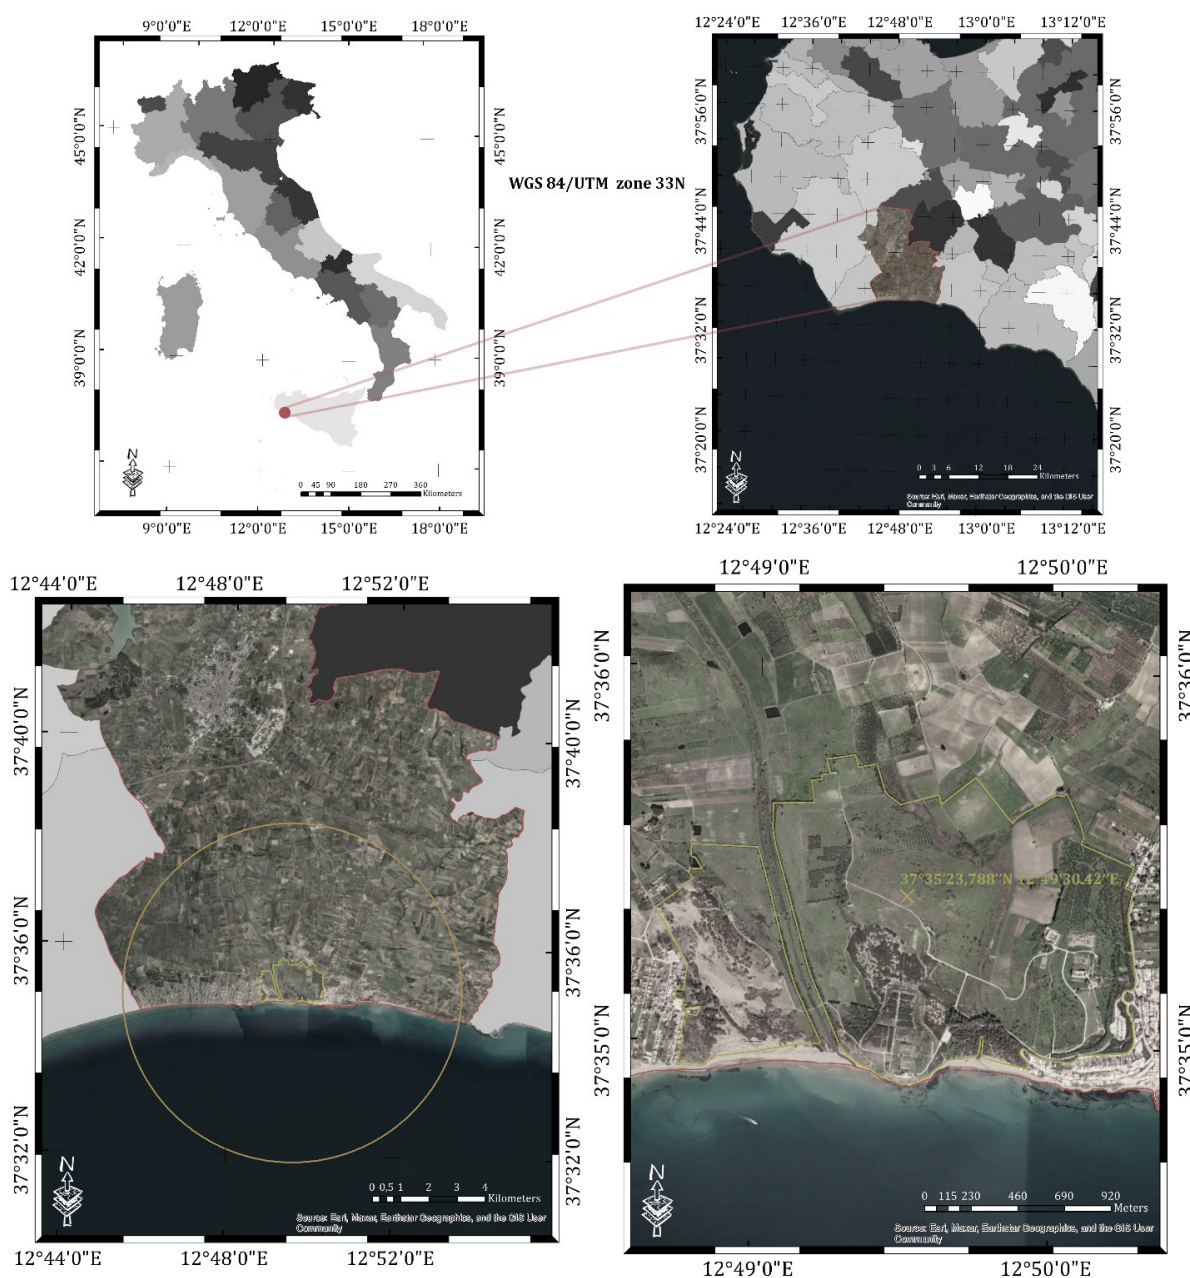 9°0'0"E 12°0'0"E 15°0'0"E 18°0'0"E
45°0'0"N
42°0'0"N
39°0'0"N
45°0'0"N
42°0'0"N
39°0'0"N
N
0 45 90 180 270 360
Kilometers
9°0'0"E 12°0'0"E 15°0'0"E 18°0'0"E
WGS 84/UTM zone 33N
12°24'0"E 12°36'0"E 12°48'0"E 13°0'0"E 13°12'0"E
37°56'0"N
37°44'0"N
37°32'0"N
37°20'0"N
37°56'0"N
37°44'0"N
37°32'0"N
37°20'0"N
N
0 3 6 12 18 24
Kilometers
Source: Esri, Maxar, Earthstar Geographics, and the GIS User
Community
12°24'0"E 12°36'0"E 12°48'0"E 13°0'0"E 13°12'0"E
12°44'0"E 12°48'0"E 12°52'0"E
37°40'0"N
37°36'0"N
37°32'0"N
37°40'0"N
37°36'0"N
37°32'0"N
N
0 0,5 1 2 3 4
Kilometers
Source: Esri, Maxar, Earthstar Geographics, and the GIS User
Community
12°44'0"E 12°48'0"E 12°52'0"E
12°49'0"E 12°50'0"E
37°36'0"N
37°35'0"N
37°36'0"N
37°35'0"N
37°35'23,788''N 12°49'30.42''E
N
0 115 230 460 690 920
Meters
Source: Esri, Maxar, Earthstar Geographics, and the GIS User
Community
12°49'0"E 12°50'0"E